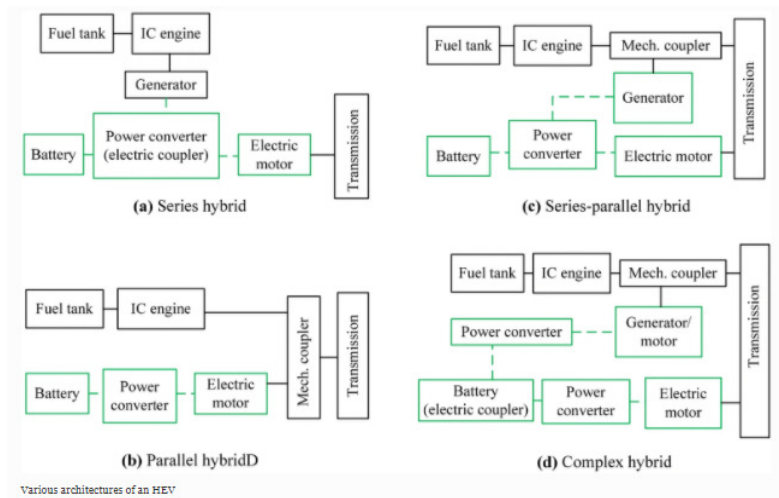 Fuel tank
IC engine
Generator
Battery
Power converter
(electric coupler)
Electric
motor
Transmission
(a) Series hybrid
Fuel tank
IC engine
Mech. coupler
Generator
Battery
Power
converter
Electric motor
Transmission
(c) Series-parallel hybrid
Fuel tank
IC engine
Battery
Power
converter
Electric
motor
Mech. coupler
Transmission
(b) Parallel hybridD
Fuel tank
IC engine
Mech. coupler
Power converter
Generator/
motor
Battery
(electric coupler)
Power
converter
Electric
motor
Transmission
(d) Complex hybrid
Various architectures of an HEV